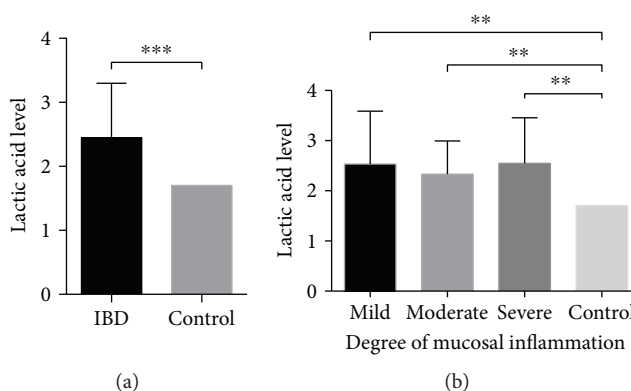 ***
4
3
2
1
0
Lactic acid level
IBD Control
(a)
**
**
**
4
3
2
1
0
Lactic acid level
Mild Moderate Severe Control
Degree of mucosal inflammation
(b)